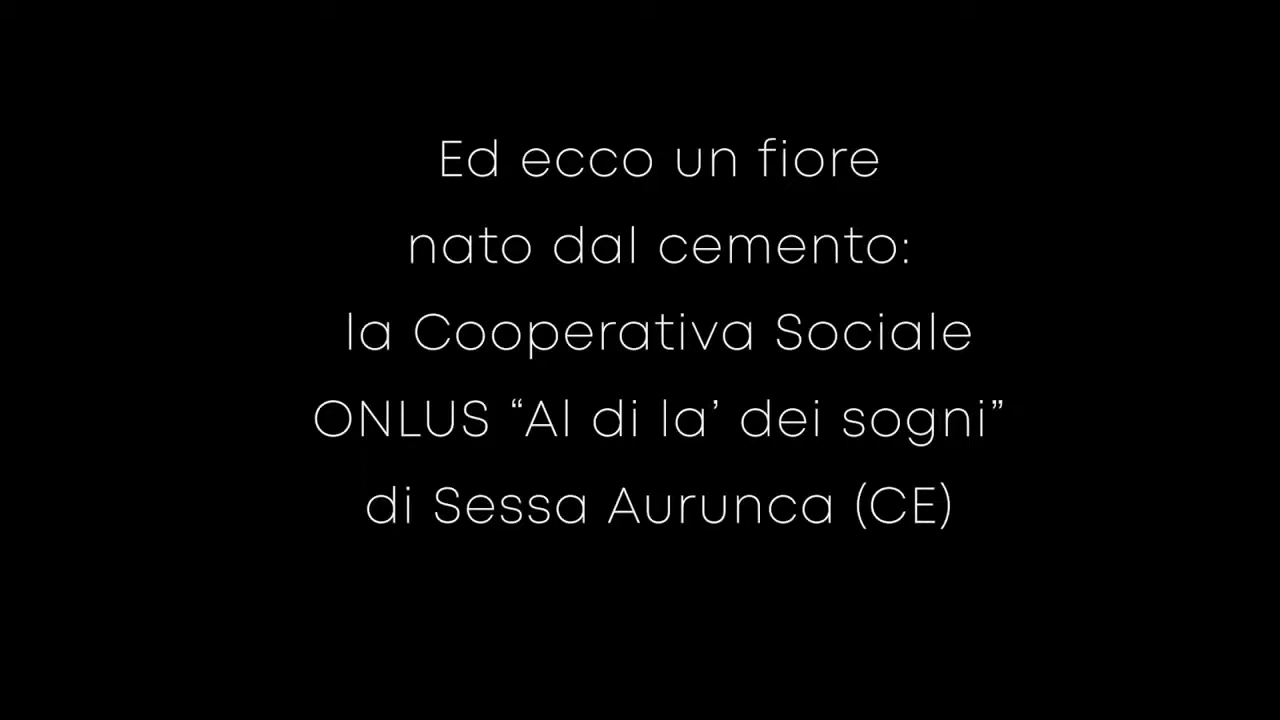 Ed ecco un fiore
nato dal cemento:
la Cooperativa Sociale
ONLUS “Al di la’ dei sogni”
di Sessa Aurunca (CE)